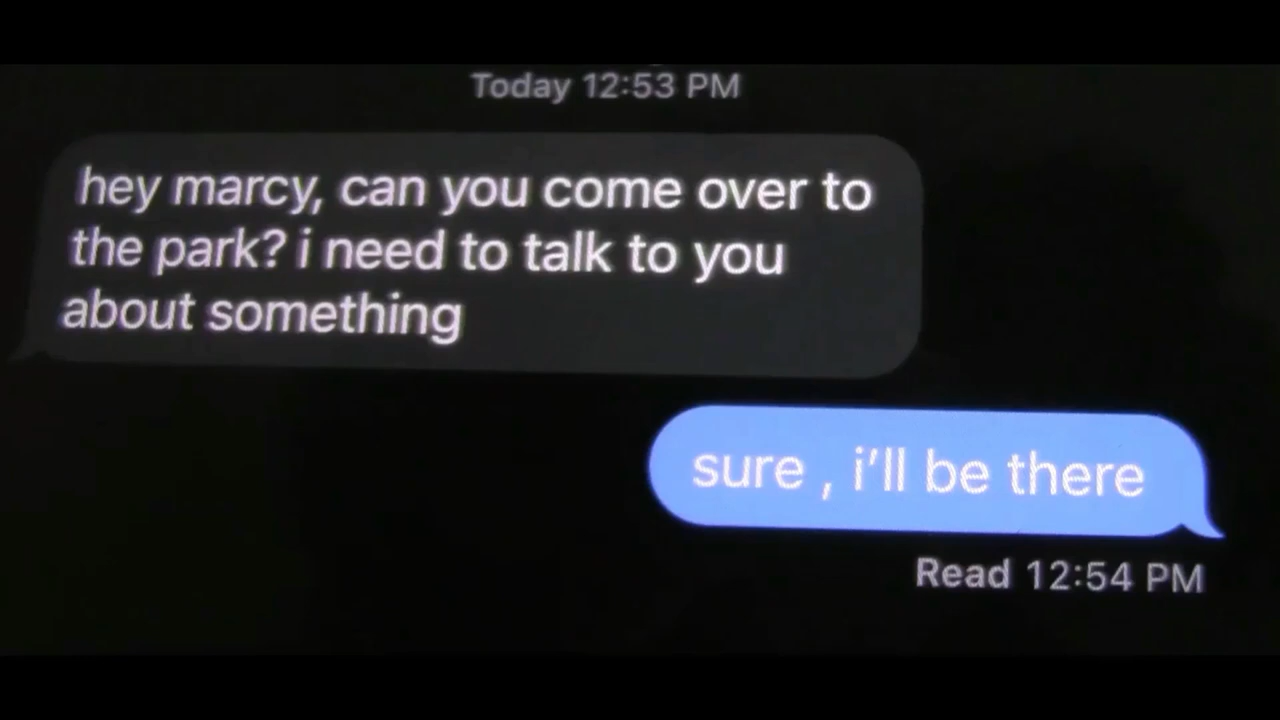 Today 12:53 PM
hey marcy, can you come over to
the park? i need to talk to you
about something
sure , i'll be there
Read 12:54 PM